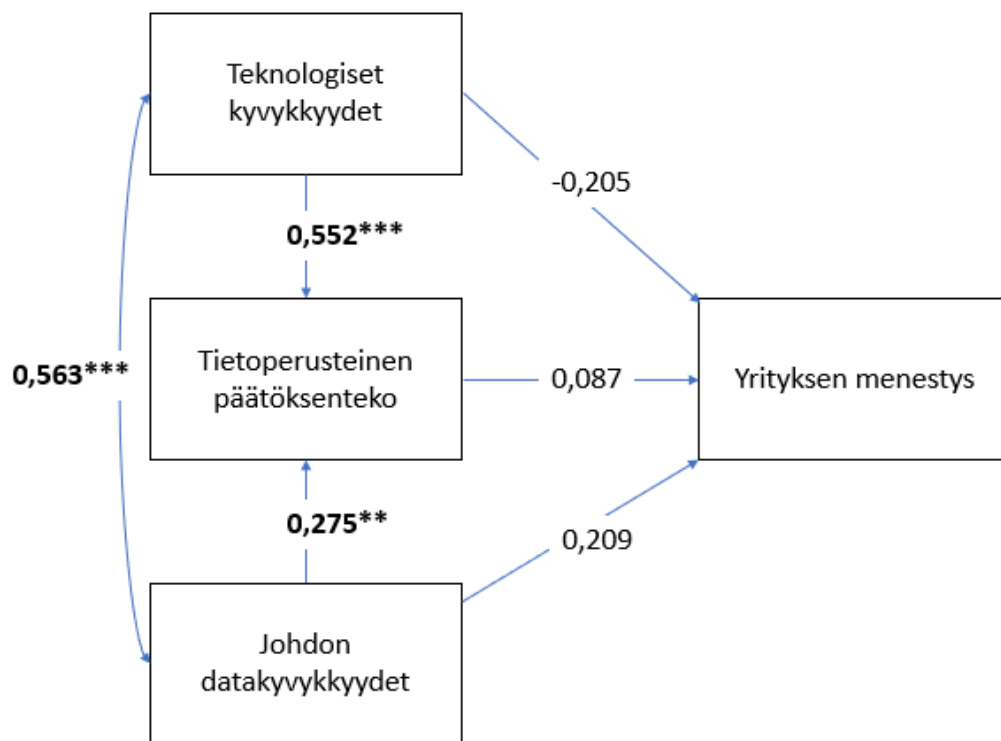 Teknologiset
kyvykkyydet
-0,205
0,552***
Tietoperusteinen
päätöksenteko
0,563***
0,087
Yrityksen menestys
0,275**
0,209
Johdon
datakyvykkyydet